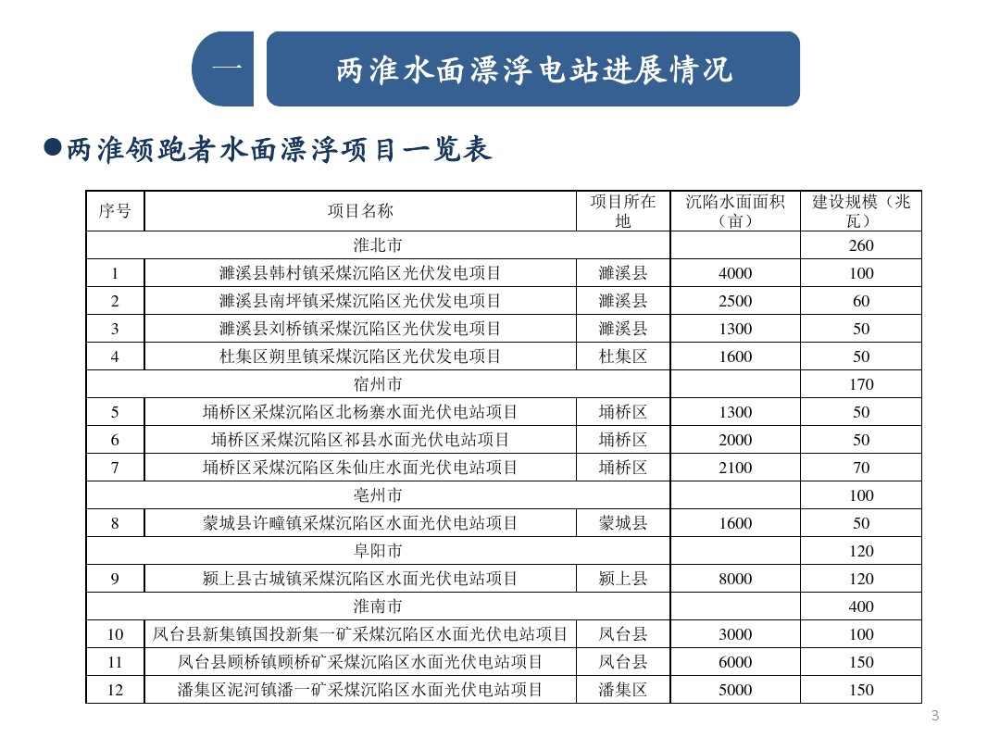 一
两淮水面漂浮电站进展情况
●两淮领跑者水面漂浮项目一览表
序号 项目名称 项目所在地 沉陷水面面积（亩） 建设规模（兆瓦）
淮北市 260
1 濉溪县韩村镇采煤沉陷区光伏发电项目 濉溪县 4000 100
2 濉溪县南坪镇采煤沉陷区光伏发电项目 濉溪县 2500 60
3 濉溪县刘桥镇采煤沉陷区光伏发电项目 濉溪县 1300 50
4 杜集区朔里镇采煤沉陷区光伏发电项目 杜集区 1600 50
宿州市 170
5 埇桥区采煤沉陷区北杨寨水面光伏电站项目 埇桥区 1300 50
6 埇桥区采煤沉陷区祁县水面光伏电站项目 埇桥区 2000 50
7 埇桥区采煤沉陷区朱仙庄水面光伏电站项目 埇桥区 2100 70
亳州市 100
8 蒙城县许疃镇采煤沉陷区水面光伏电站项目 蒙城县 1600 50
阜阳市 120
9 颍上县古城镇采煤沉陷区水面光伏电站项目 颍上县 8000 120
淮南市 400
10 凤台县新集镇国投新集一矿采煤沉陷区水面光伏电站项目 凤台县 3000 100
11 凤台县顾桥镇顾桥矿采煤沉陷区水面光伏电站项目 凤台县 6000 150
12 潘集区泥河镇潘一矿采煤沉陷区水面光伏电站项目 潘集区 5000 150
3